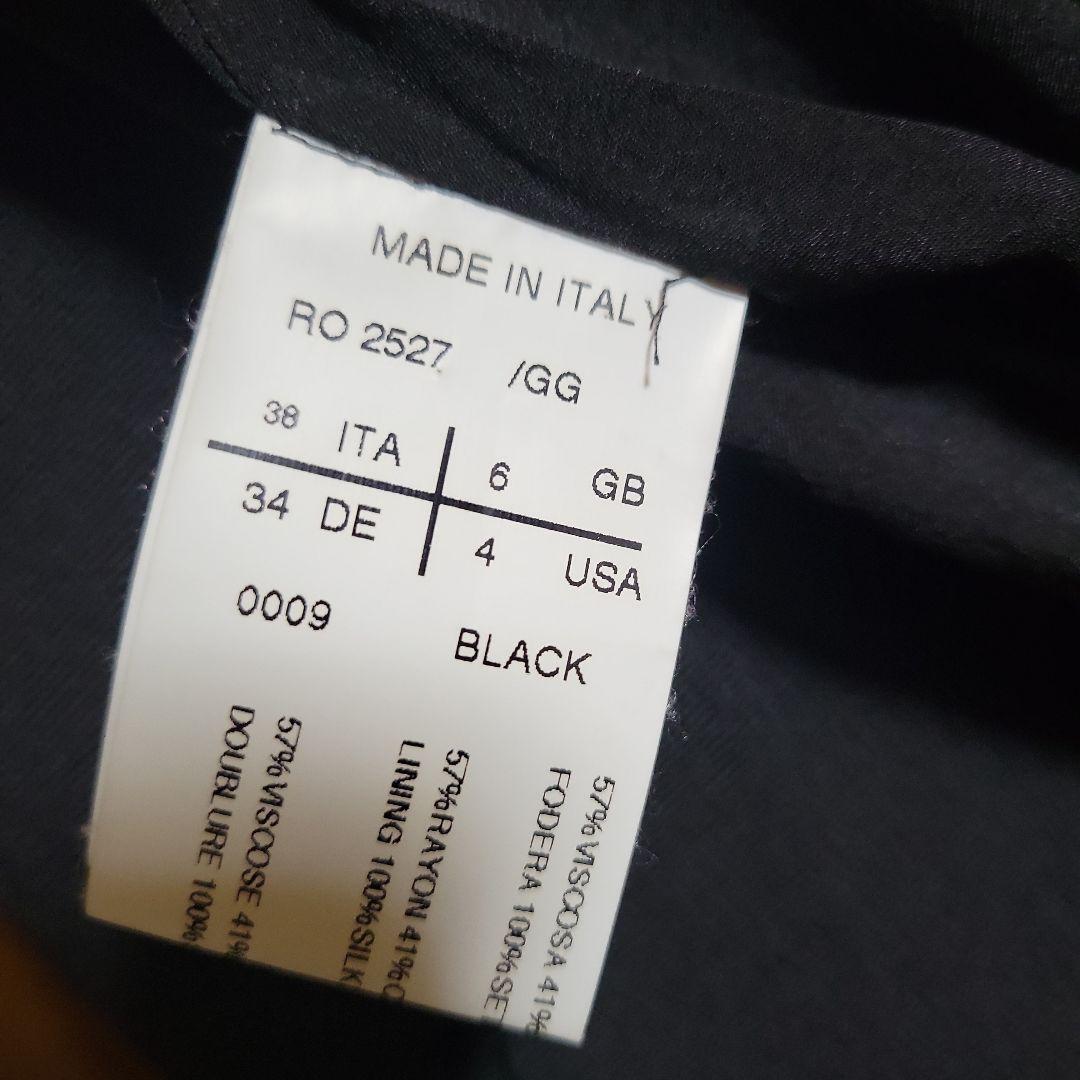 MADE IN ITALY
RO 2527 /GG
38 ITA 6 GB
34 DE 4 USA
0009 BLACK
57% VISCOSA 41%
FODERA 100% SE
57% RAYON 41%
LINING 100% SILK
57% VISCOSE 41%
DOUBLURE 100%